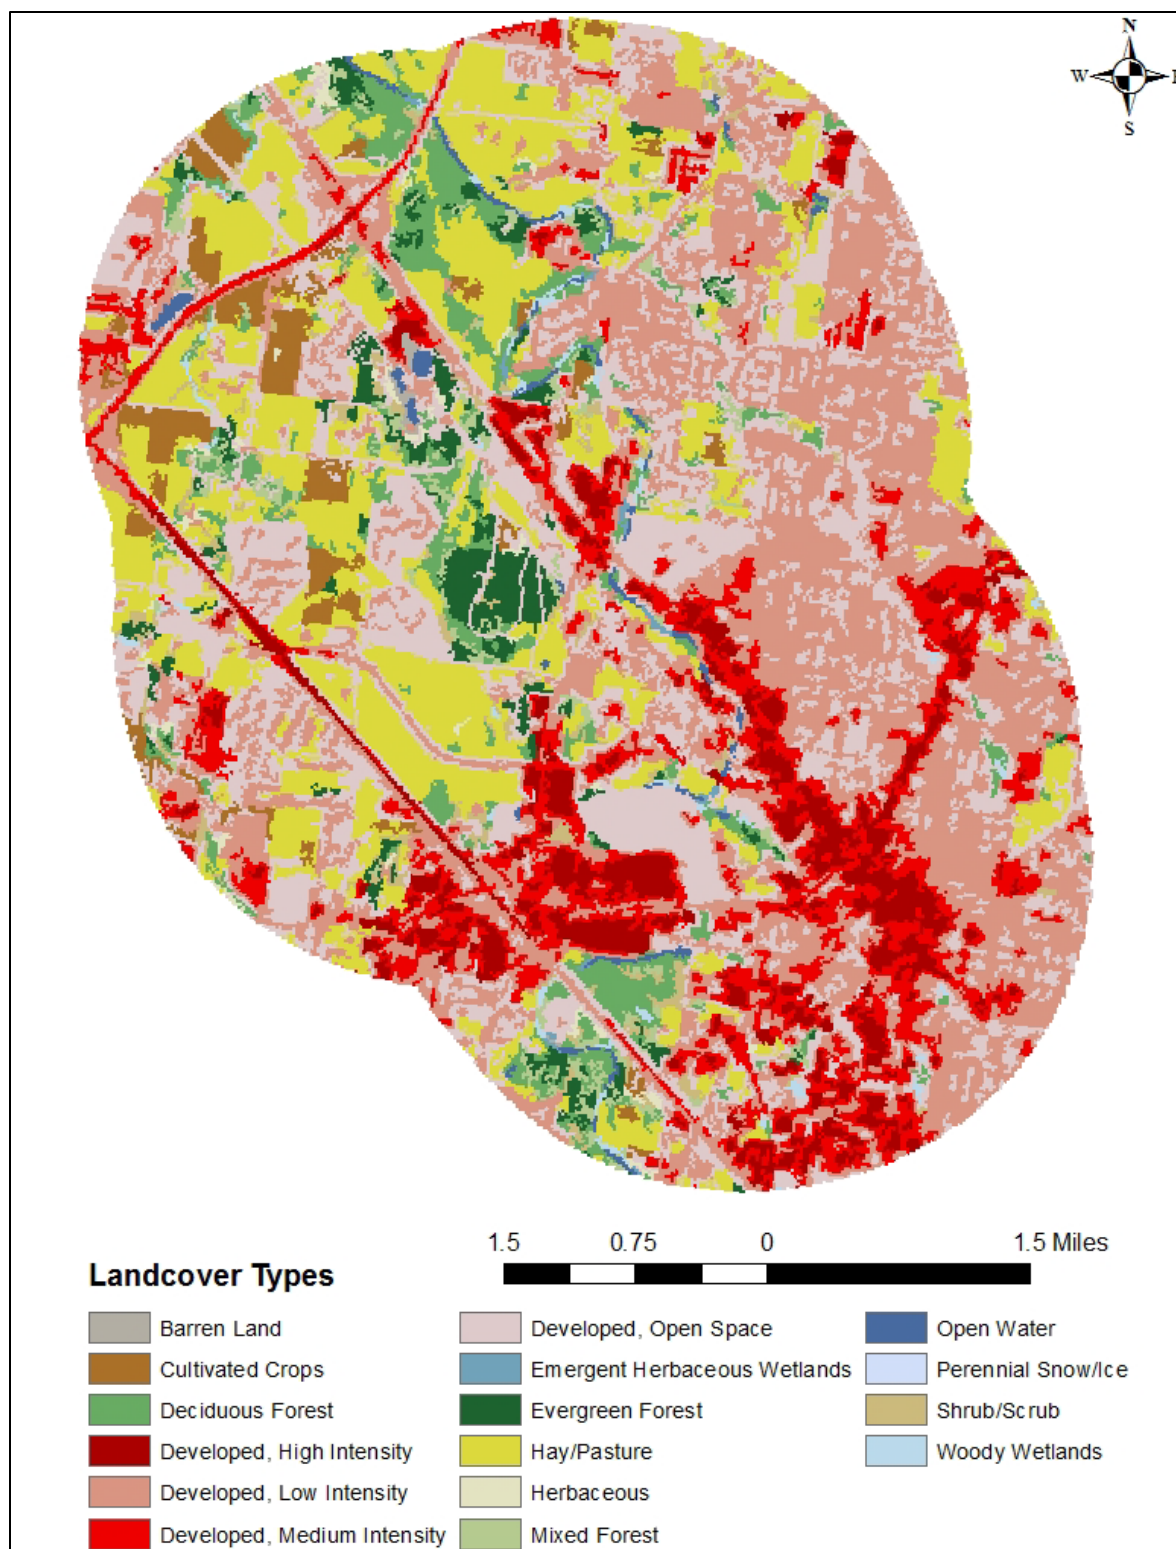 N
W
S
1.5 0.75 0 1.5 Miles
Landcover Types
Barren Land
Cultivated Crops
Deciduous Forest
Developed, High Intensity
Developed, Low Intensity
Developed, Medium Intensity
Developed, Open Space
Emergent Herbaceous Wetlands
Evergreen Forest
Hay/Pasture
Herbaceous
Mixed Forest
Open Water
Perennial Snow/Ice
Shrub/Scrub
Woody Wetlands